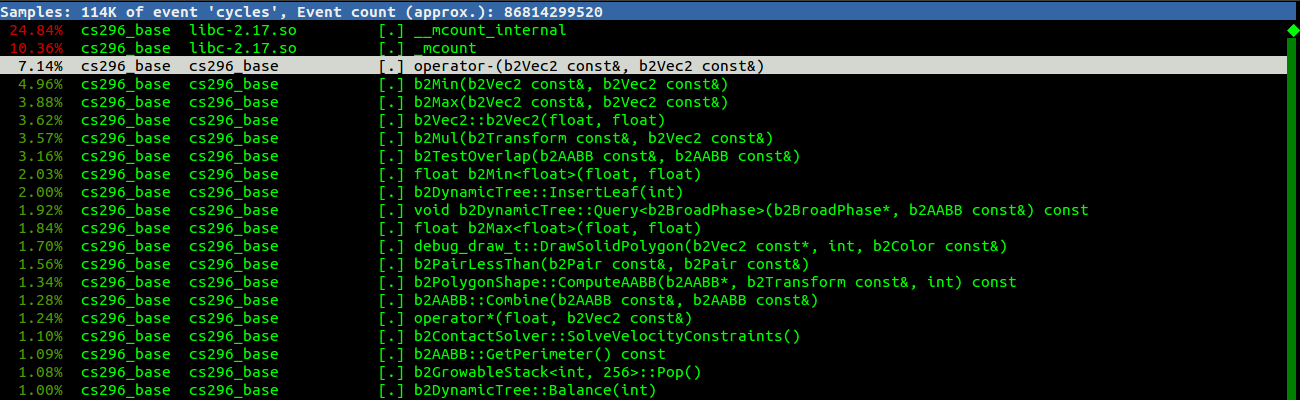 Samples: 114K of event 'cycles', Event count (approx.): 86814299520
24.84% cs296_base libc-2.17.so [.] __mcount_internal
10.36% cs296_base libc-2.17.so [.] _mcount
7.14% cs296_base cs296_base [.] operator-(b2Vec2 const&, b2Vec2 const&)
4.96% cs296_base cs296_base [.] b2Min(b2Vec2 const&, b2Vec2 const&)
3.88% cs296_base cs296_base [.] b2Max(b2Vec2 const&, b2Vec2 const&)
3.62% cs296_base cs296_base [.] b2Vec2::b2Vec2(float, float)
3.57% cs296_base cs296_base [.] b2Mul(b2Transform const&, b2Vec2 const&)
3.16% cs296_base cs296_base [.] b2TestOverlap(b2AABB const&, b2AABB const&)
2.03% cs296_base cs296_base [.] float b2Min<float>(float, float)
2.00% cs296_base cs296_base [.] b2DynamicTree::InsertLeaf(int)
1.92% cs296_base cs296_base [.] void b2DynamicTree::Query<b2BroadPhase>(b2BroadPhase*, b2AABB const&) const
1.84% cs296_base cs296_base [.] float b2Max<float>(float, float)
1.70% cs296_base cs296_base [.] debug_draw_t::DrawSolidPolygon(b2Vec2 const*, int, b2Color const&)
1.56% cs296_base cs296_base [.] b2PairLessThan(b2Pair const&, b2Pair const&)
1.34% cs296_base cs296_base [.] b2PolygonShape::ComputeAABB(b2AABB*, b2Transform const&, int) const
1.28% cs296_base cs296_base [.] b2AABB::Combine(b2AABB const&, b2AABB const&)
1.24% cs296_base cs296_base [.] operator*(float, b2Vec2 const&)
1.10% cs296_base cs296_base [.] b2ContactSolver::SolveVelocityConstraints()
1.09% cs296_base cs296_base [.] b2AABB::GetPerimeter() const
1.08% cs296_base cs296_base [.] b2GrowableStack<int, 256>::Pop()
1.00% cs296_base cs296_base [.] b2DynamicTree::Balance(int)